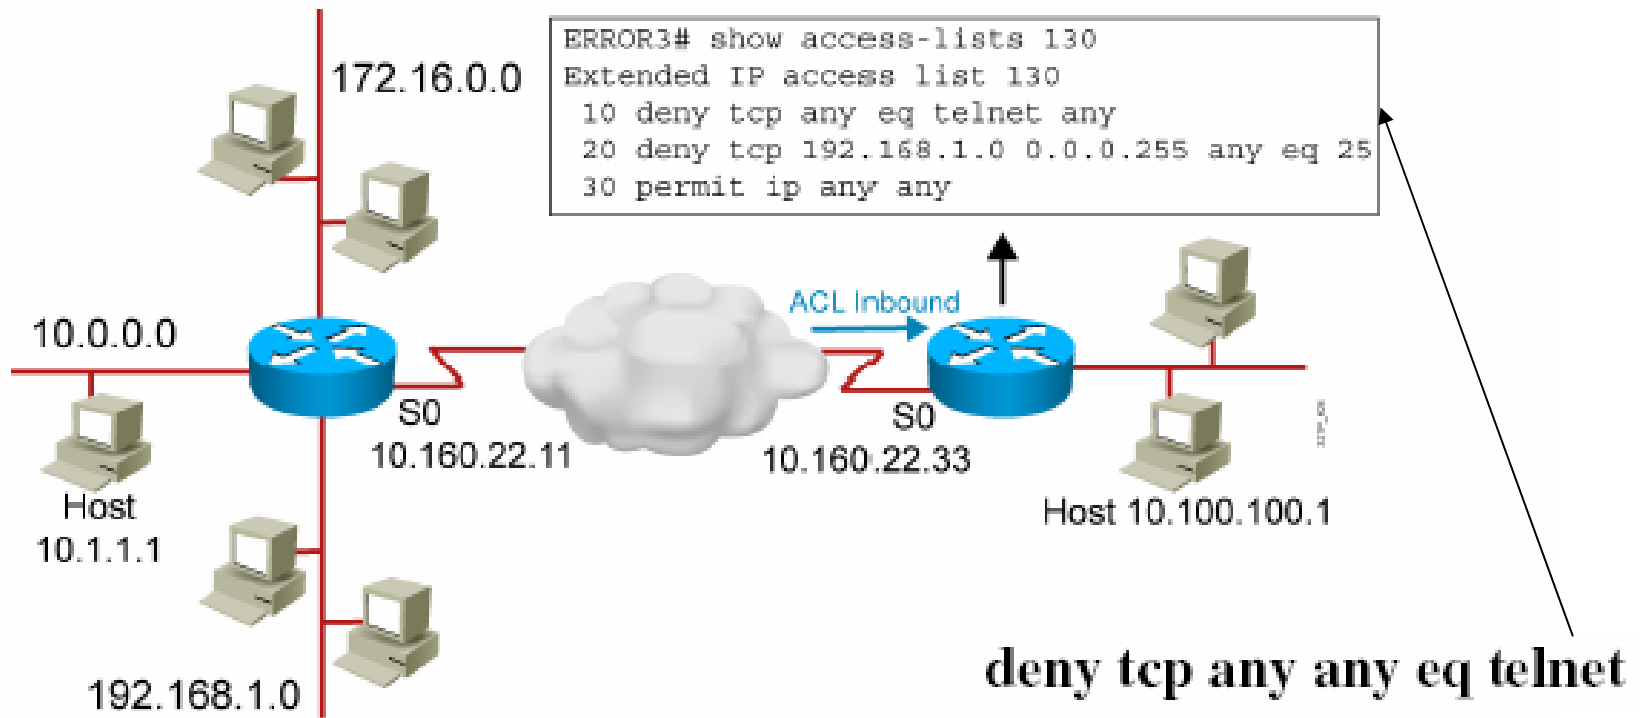 ERROR3# show access-lists 130
Extended IP access list 130
10 deny tcp any eq telnet any
20 deny tcp 192.168.1.0 0.0.0.255 any eq 25
30 permit ip any any
172.16.0.0
10.0.0.0
ACL Inbound
S0
10.160.22.11
S0
10.160.22.33
Host
10.1.1.1
Host 10.100.100.1
192.168.1.0
deny tcp any any eq telnet